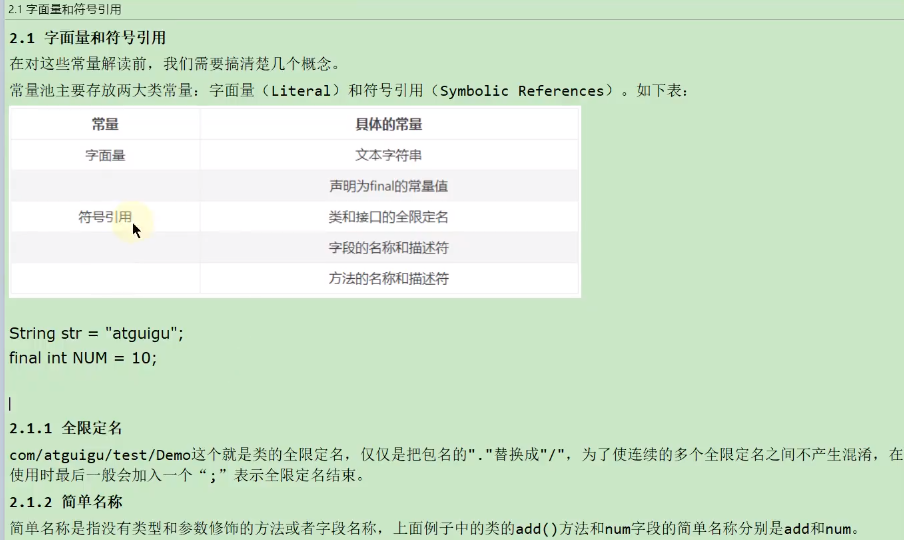 2.1 字面量和符号引用
2.1 字面量和符号引用
在对这些常量解读前，我们需要搞清楚几个概念。
常量池主要存放两大类常量：字面量（Literal）和符号引用（Symbolic References）。如下表：
常量 具体的常量
字面量 文本字符串
声明为final的常量值
符号引用 类和接口的全限定名
字段的名称和描述符
方法的名称和描述符
String str = "atguigu";
final int NUM = 10;
2.1.1 全限定名
com/atguigu/test/Demo这个就是类的全限定名，仅仅是把包名的"."替换成"/"，为了使连续的多个全限定名之间不产生混淆，在
使用时最后一般会加入一个“;”表示全限定名结束。
2.1.2 简单名称
简单名称是指没有类型和参数修饰的方法或者字段名称，上面例子中的类的add()方法和num字段的简单名称分别是add和num。